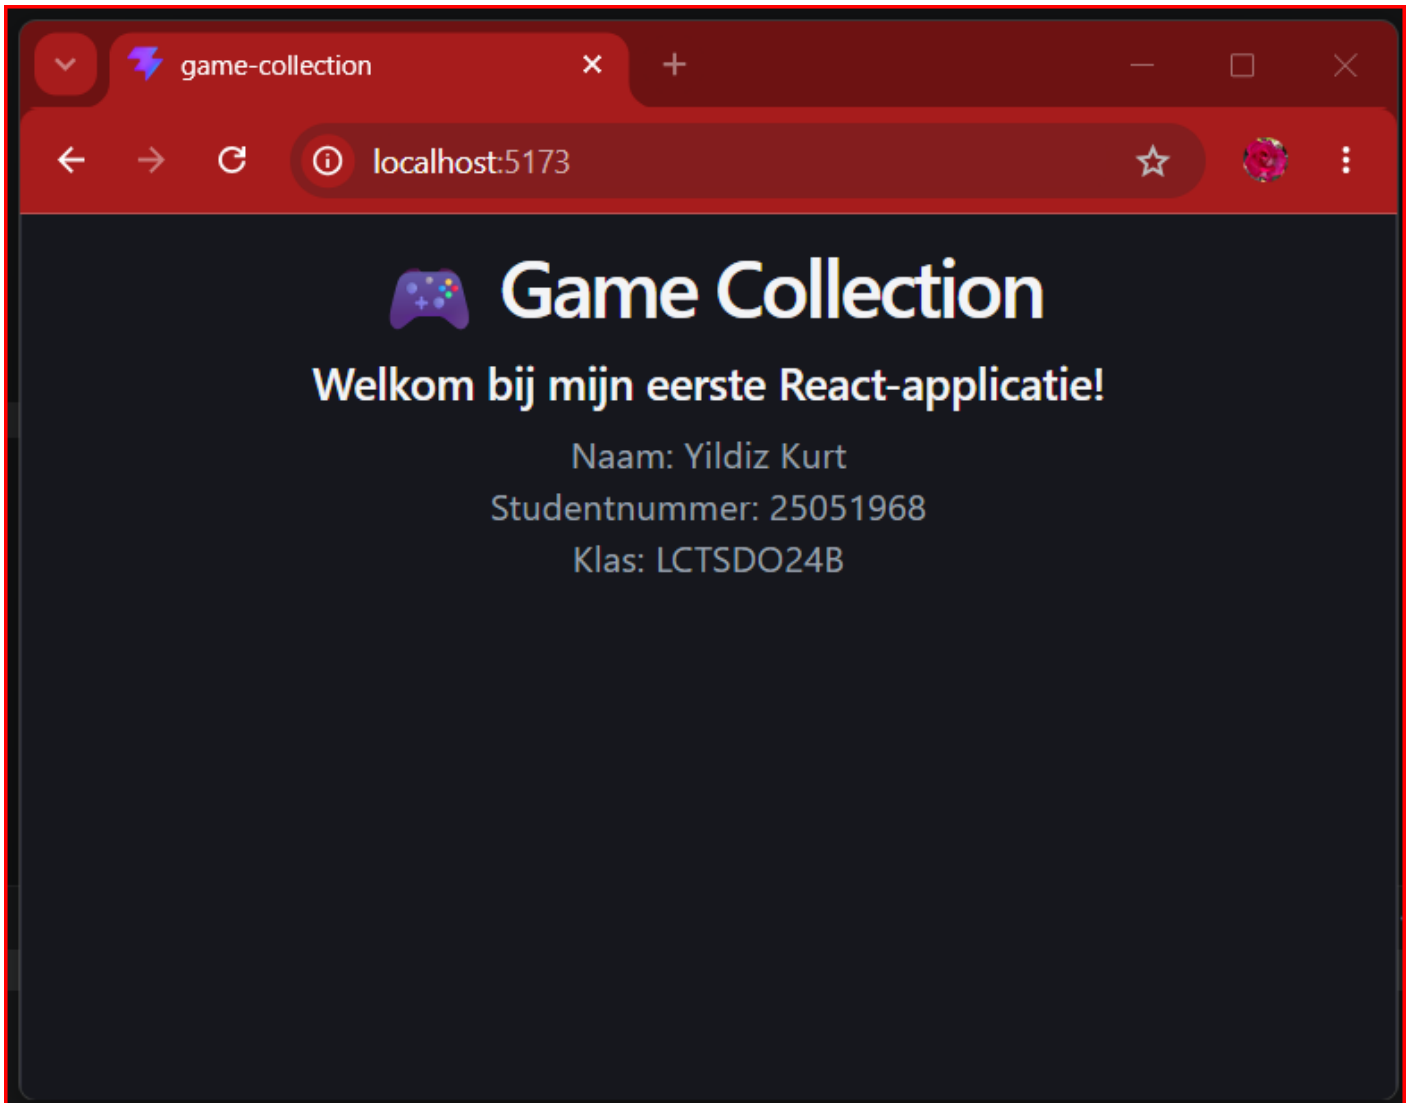 game-collection
localhost:5173
🎮 Game Collection
Welkom bij mijn eerste React-applicatie!
Naam: Yildiz Kurt
Studentnummer: 25051968
Klas: LCTSDO24B